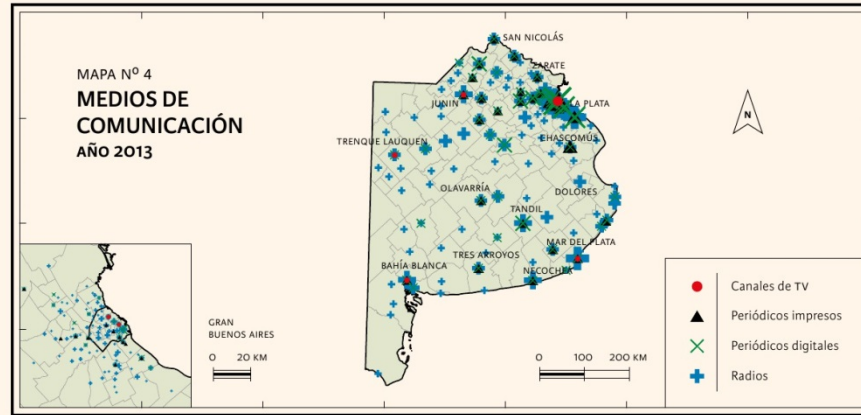 MAPA Nº 4
MEDIOS DE
COMUNICACIÓN
AÑO 2013
SAN NICOLÁS
ZARATE
JUNIN
LA PLATA
CHASCOMÚS
TRENQUE LAUQUEN
OLAVARRÍA
DOLORES
TANDIL
MAR DEL PLATA
TRES ARROYOS
BAHÍA BLANCA
NECOCHEA
N
GRAN
BUENOS AIRES
0 20 KM
0 100 200 KM
Canales de TV
Periódicos impresos
Periódicos digitales
Radios